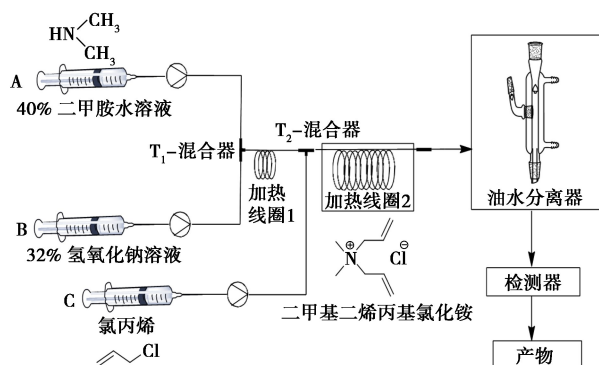 HN
CH₃
CH₃
A
40% 二甲胺水溶液
T₁-混合器
T₂-混合器
加热
线圈1
加热线圈2
油水分离器
B
32% 氢氧化钠溶液
C
氯丙烯
Cl
N
⊕
Cl
⊖
二甲基二烯丙基氯化铵
检测器
产物